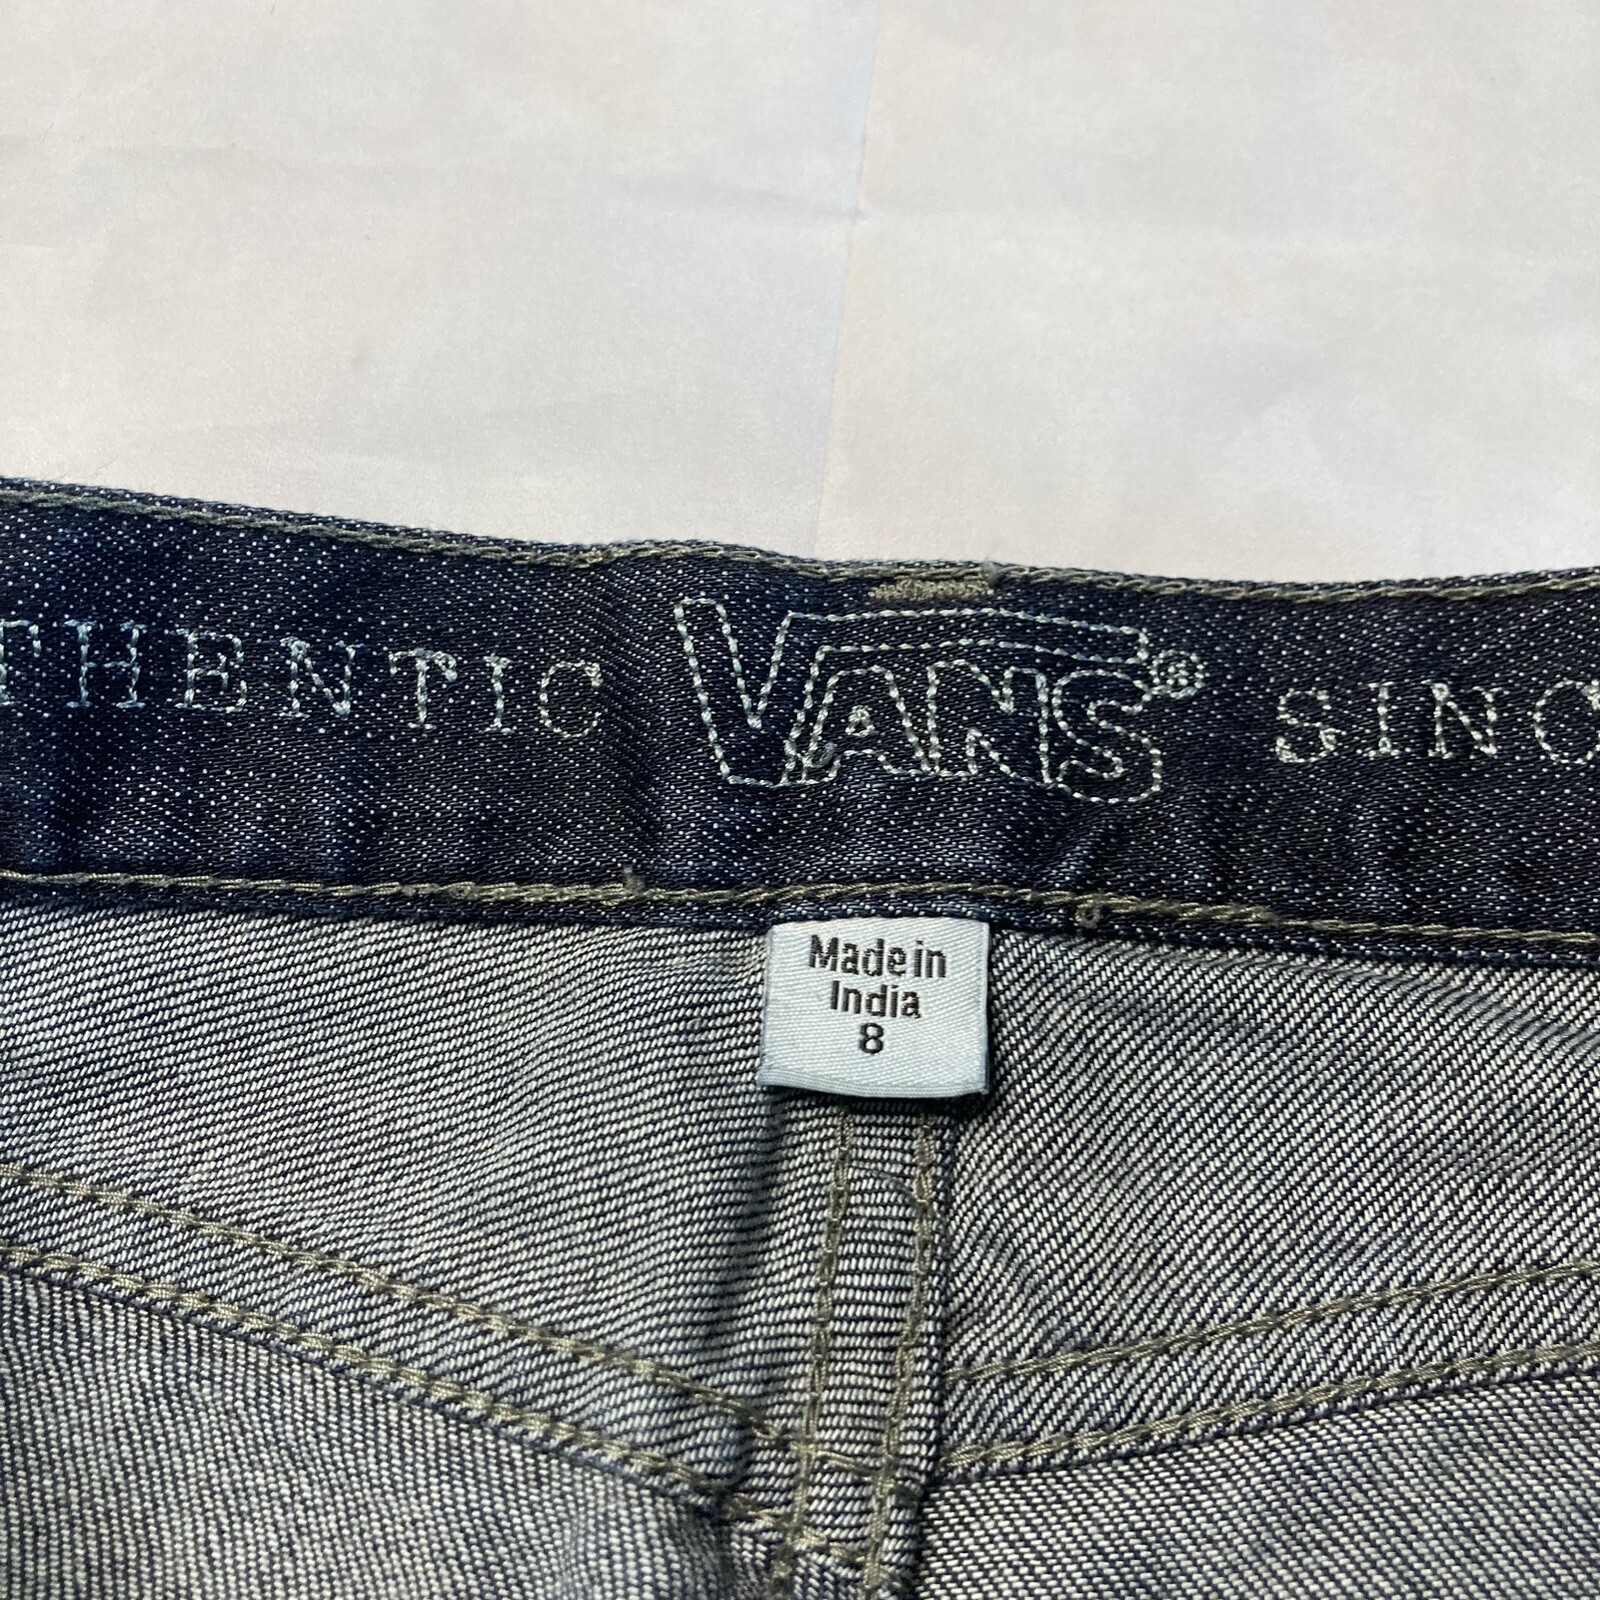 THENTIC VANS® SINC
Made in
India
8